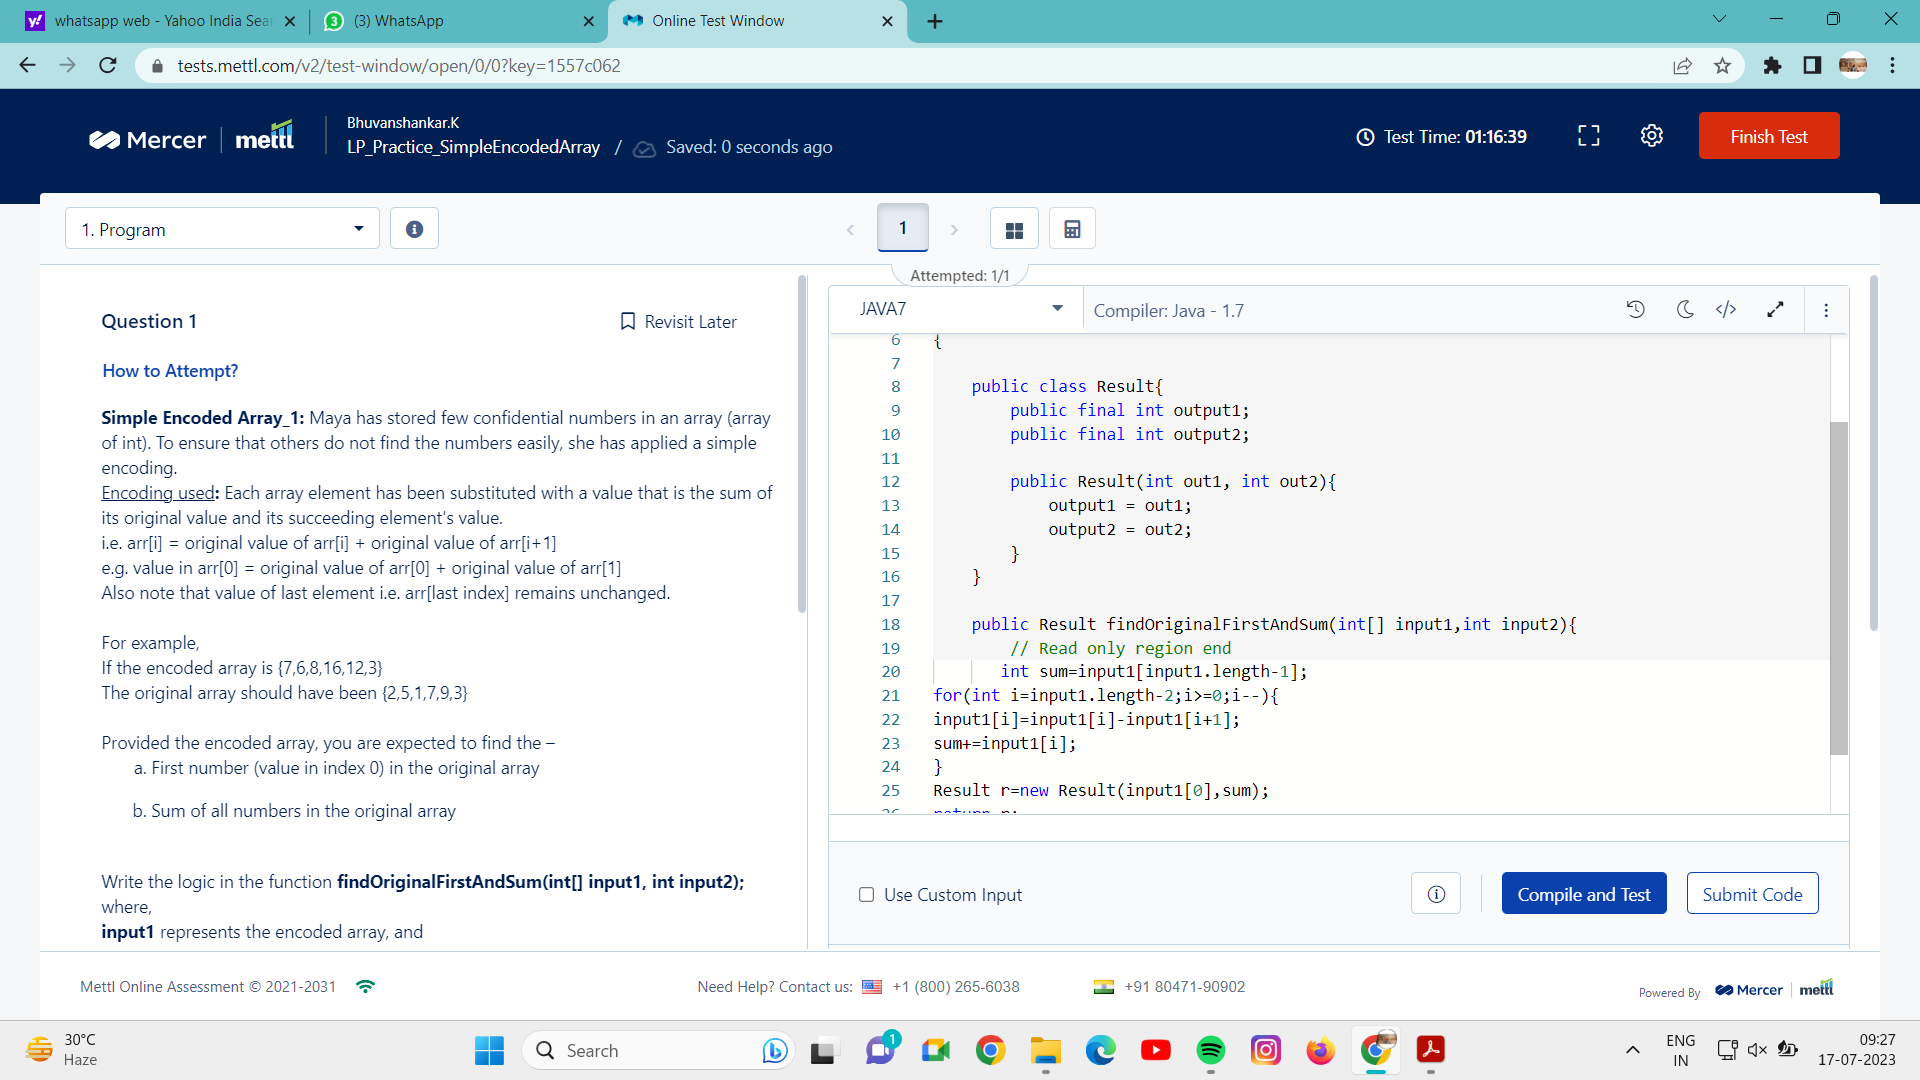 whatsapp web - Yahoo India Sear
(3) WhatsApp
Online Test Window
tests.mettl.com/v2/test-window/open/0/0?key=1557c062
Mercer
mettl
Bhuvanshankar.K
LP_Practice_SimpleEncodedArray / Saved: 0 seconds ago
Test Time: 01:16:39
Finish Test
1. Program
1
Attempted: 1/1
Question 1
Revisit Later
How to Attempt?
Simple Encoded Array_1: Maya has stored few confidential numbers in an array (array
of int). To ensure that others do not find the numbers easily, she has applied a simple
encoding.
Encoding used: Each array element has been substituted with a value that is the sum of
its original value and its succeeding element's value.
i.e. arr[i] = original value of arr[i] + original value of arr[i+1]
e.g. value in arr[0] = original value of arr[0] + original value of arr[1]
Also note that value of last element i.e. arr[last index] remains unchanged.
For example,
If the encoded array is {7,6,8,16,12,3}
The original array should have been {2,5,1,7,9,3}
Provided the encoded array, you are expected to find the –
a. First number (value in index 0) in the original array
b. Sum of all numbers in the original array
Write the logic in the function findOriginalFirstAndSum(int[] input1, int input2);
where,
input1 represents the encoded array, and
JAVA7
Compiler: Java - 1.7
6 {
7
8 public class Result{
9 public final int output1;
10 public final int output2;
11
12 public Result(int out1, int out2){
13 output1 = out1;
14 output2 = out2;
15 }
16 }
17
18 public Result findOriginalFirstAndSum(int[] input1,int input2){
19 // Read only region end
20 int sum=input1[input1.length-1];
21 for(int i=input1.length-2;i>=0;i--){
22 input1[i]=input1[i]-input1[i+1];
23 sum+=input1[i];
24 }
25 Result r=new Result(input1[0],sum);
26 return r;
Use Custom Input
Compile and Test
Submit Code
Mettl Online Assessment © 2021-2031
Need Help? Contact us: +1 (800) 265-6038
+91 80471-90902
Powered By Mercer mettl
30°C
Haze
Search
1
ENG
IN
09:27
17-07-2023